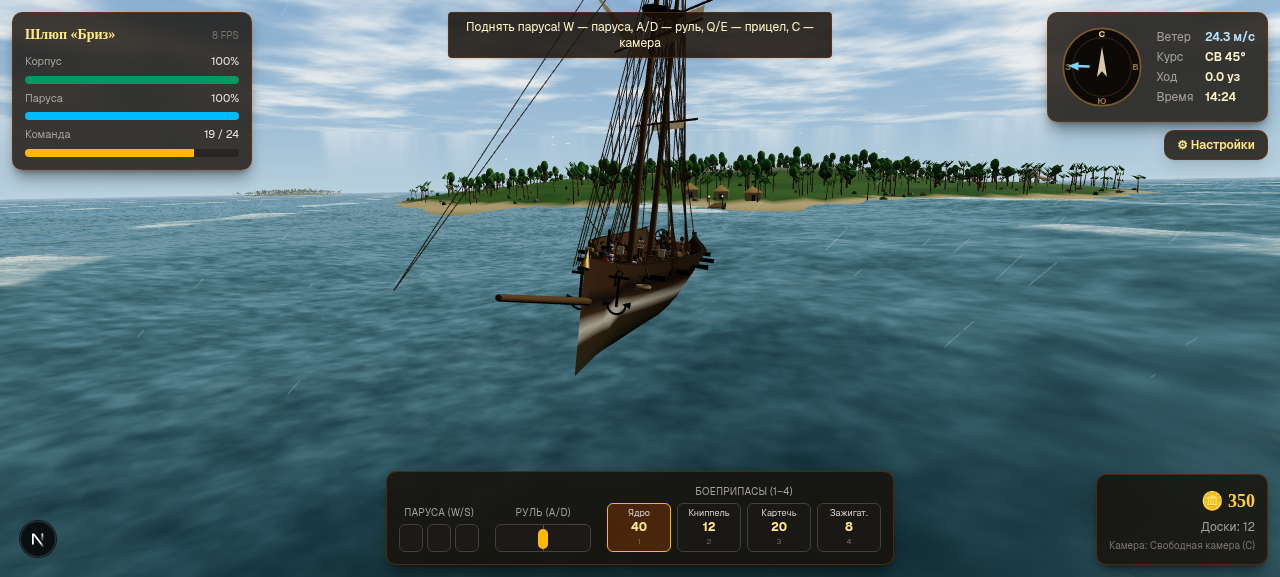 Шлюп «Бриз»
8 FPS
Корпус 100%
Паруса 100%
Команда 19 / 24
Поднять паруса! W — паруса, A/D — руль, Q/E — прицел, C —
камера
С
З
В
Ю
Ветер 24.3 м/с
Курс СВ 45°
Ход 0.0 уз
Время 14:24
⚙ Настройки
ПАРУСА (W/S)
РУЛЬ (A/D)
БОЕПРИПАСЫ (1–4)
Ядро
40
1
Книппель
12
2
Картечь
20
3
Зажигат.
8
4
350
Доски: 12
Камера: Свободная камера (C)
N